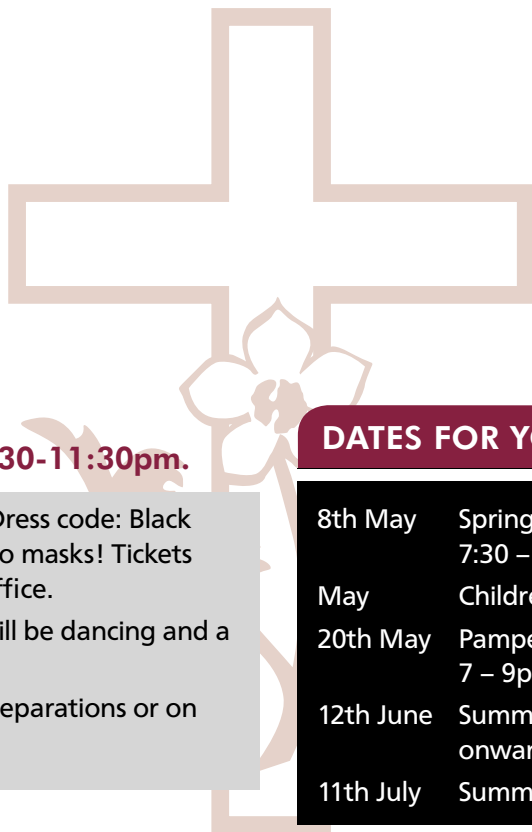 30-11:30pm.
Dress code: Black
o masks! Tickets
ffice.
ill be dancing and a
eparations or on
DATES FOR YO
8th May Spring
7:30 –
May Childre
20th May Pampe
7 – 9p
12th June Summ
onwar
11th July Summ